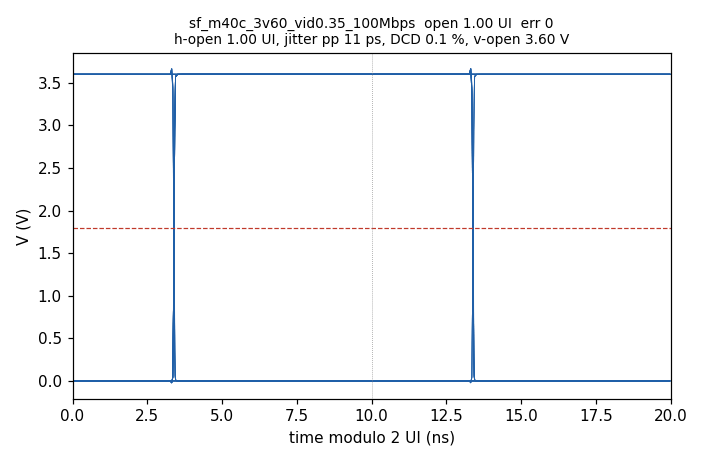 sf_m40c_3v60_vid0.35_100Mbps  open 1.00 UI  err 0
h-open 1.00 UI, jitter pp 11 ps, DCD 0.1 %, v-open 3.60 V
V (V)
3.5
3.0
2.5
2.0
1.5
1.0
0.5
0.0
0.0 2.5 5.0 7.5 10.0 12.5 15.0 17.5 20.0
time modulo 2 UI (ns)